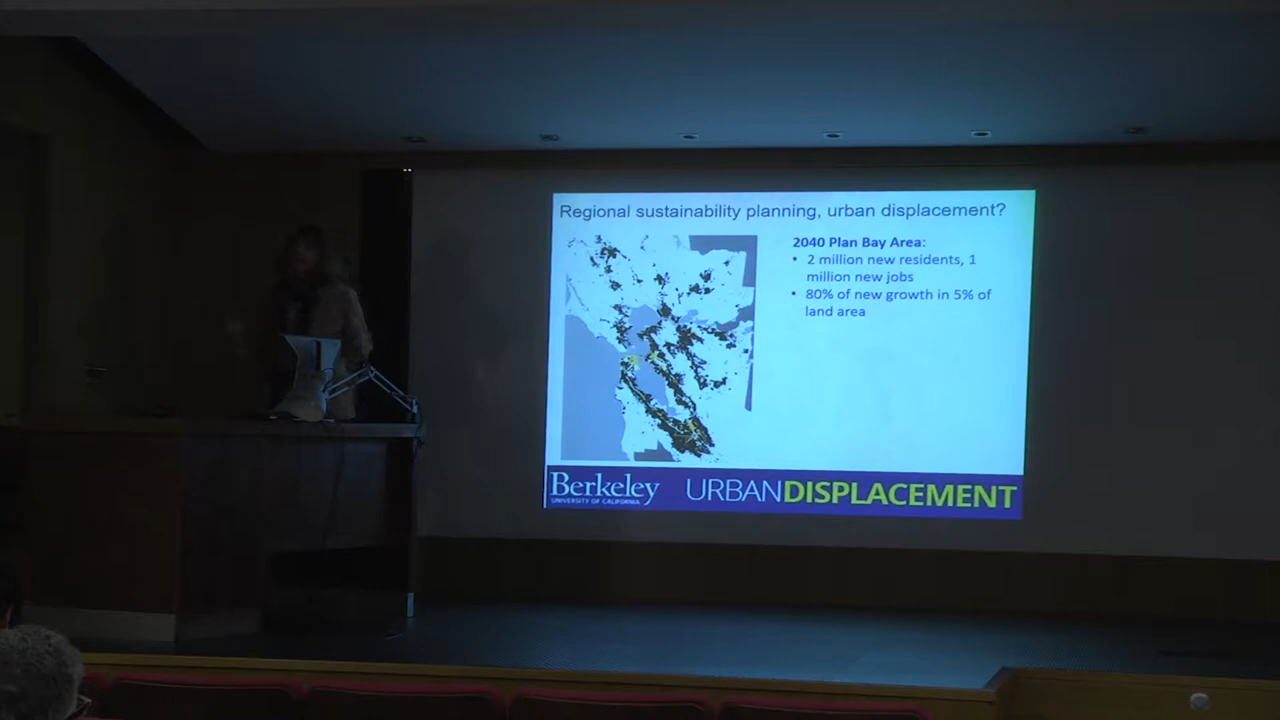 Regional sustainability planning, urban displacement?
2040 Plan Bay Area:
• 2 million new residents, 1
million new jobs
• 80% of new growth in 5% of
land area
Berkeley
UNIVERSITY OF CALIFORNIA
URBANDISPLACEMENT